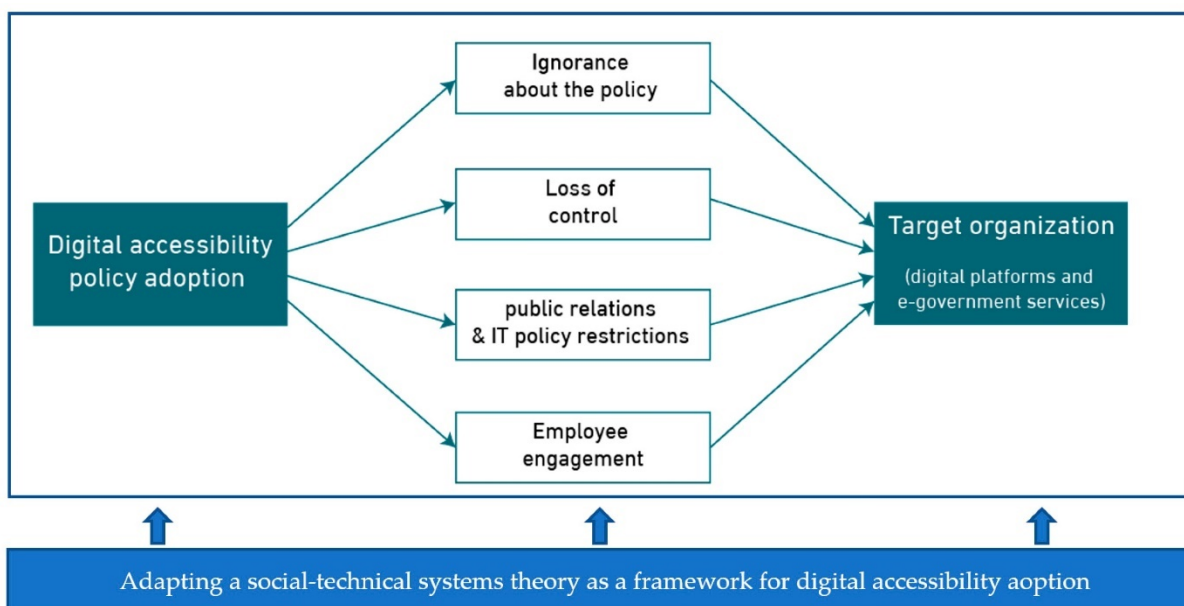 Ignorance
about the policy
Loss of
control
Digital accessibility
policy adoption
Target organization
(digital platforms and
e-government services)
public relations
& IT policy restrictions
Employee
engagement
Adapting a social-technical systems theory as a framework for digital accessibility aoption